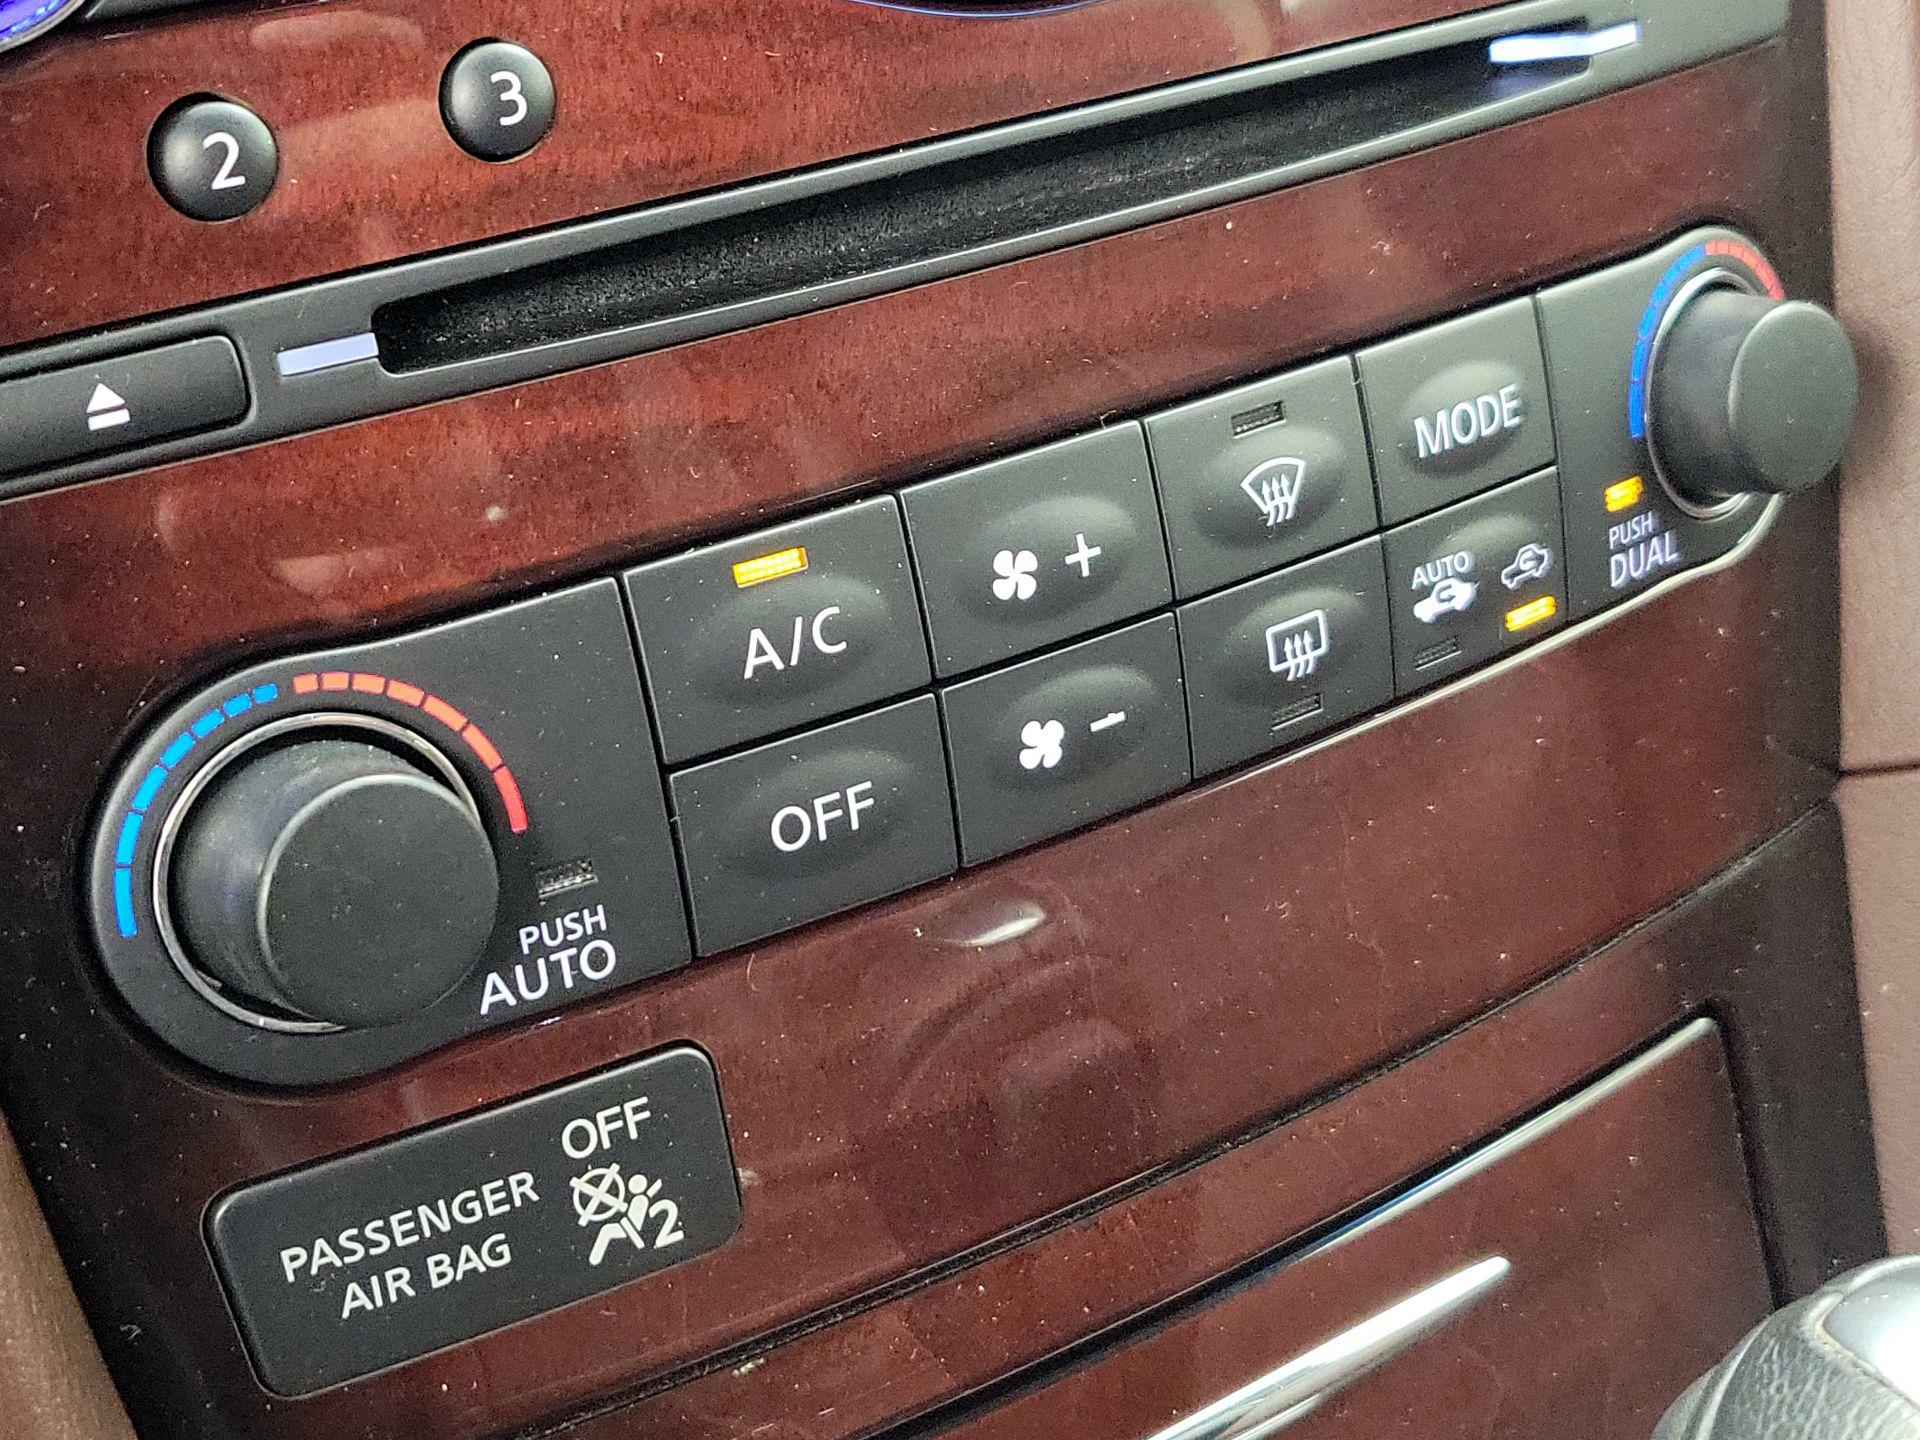 2
3
MODE
A/C
AUTO
PUSH
DUAL
OFF
PUSH
AUTO
PASSENGER
AIR BAG
OFF
2